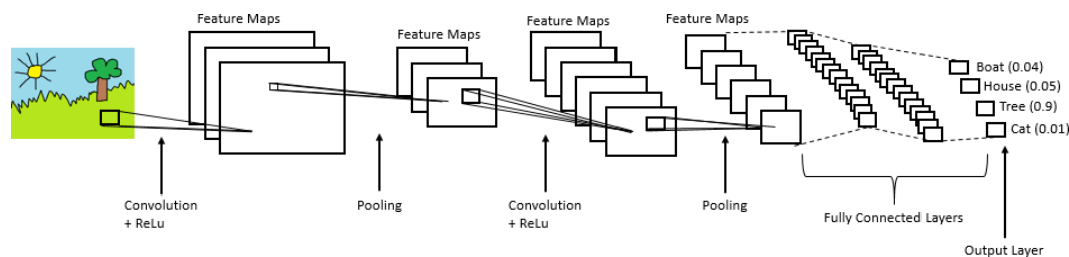 Feature Maps
Feature Maps
Feature Maps
Feature Maps
Boat (0.04)
House (0.05)
Tree (0.9)
Cat (0.01)
Convolution
+ ReLu
Pooling
Convolution
+ ReLu
Pooling
Fully Connected Layers
Output Layer